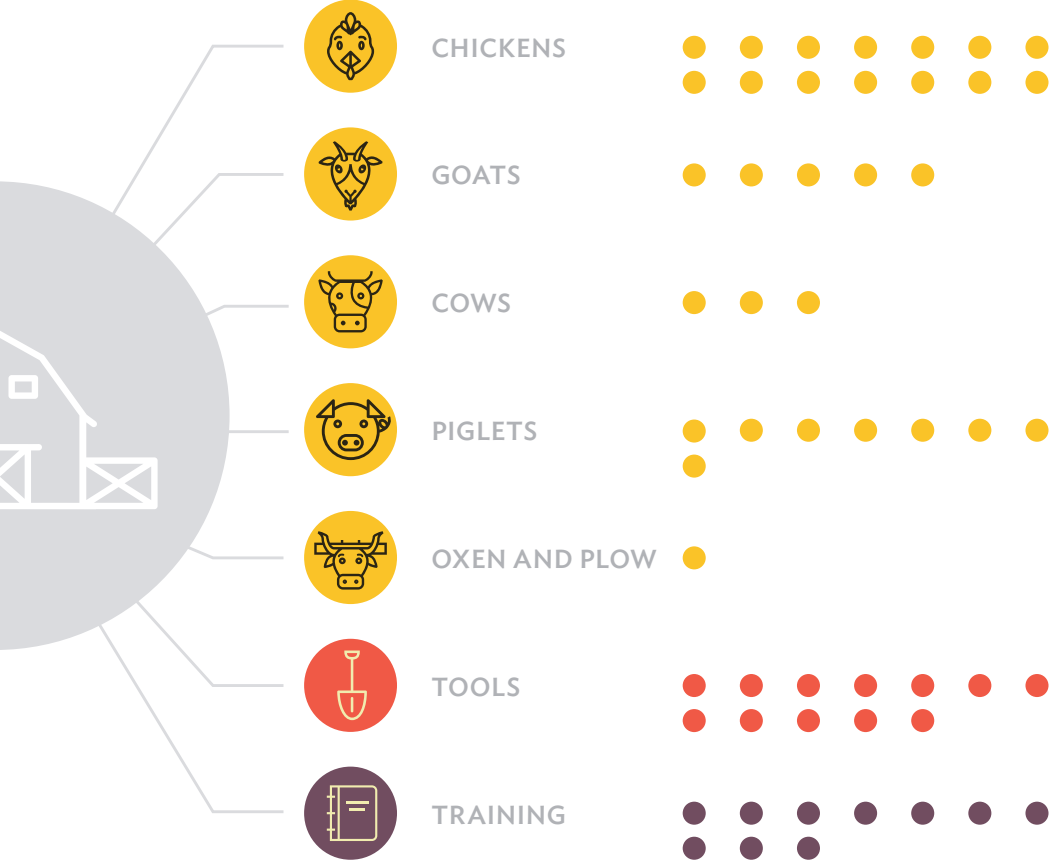 CHICKENS
GOATS
COWS
PIGLETS
OXEN AND PLOW
TOOLS
TRAINING